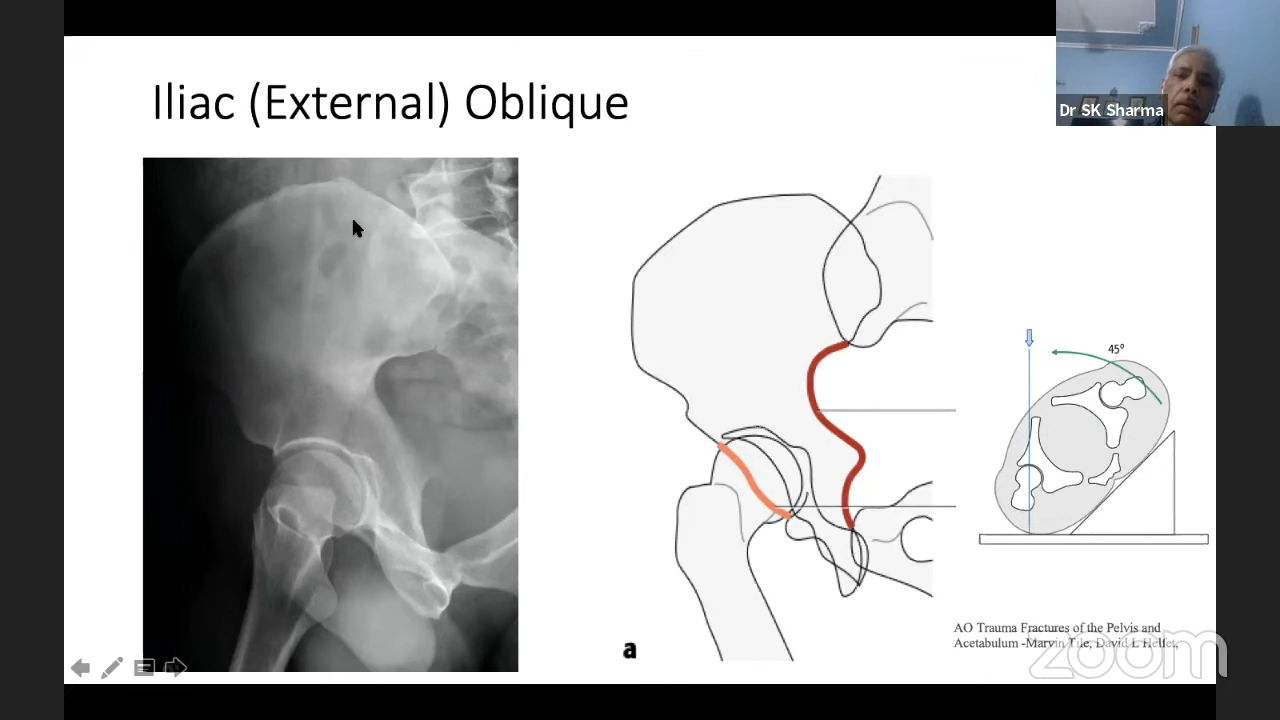 Iliac (External) Oblique
Dr SK Sharma
45º
a
AO Trauma Fractures of the Pelvis and
Acetabulum -Marvin Tile, David L Helfet,
zoom